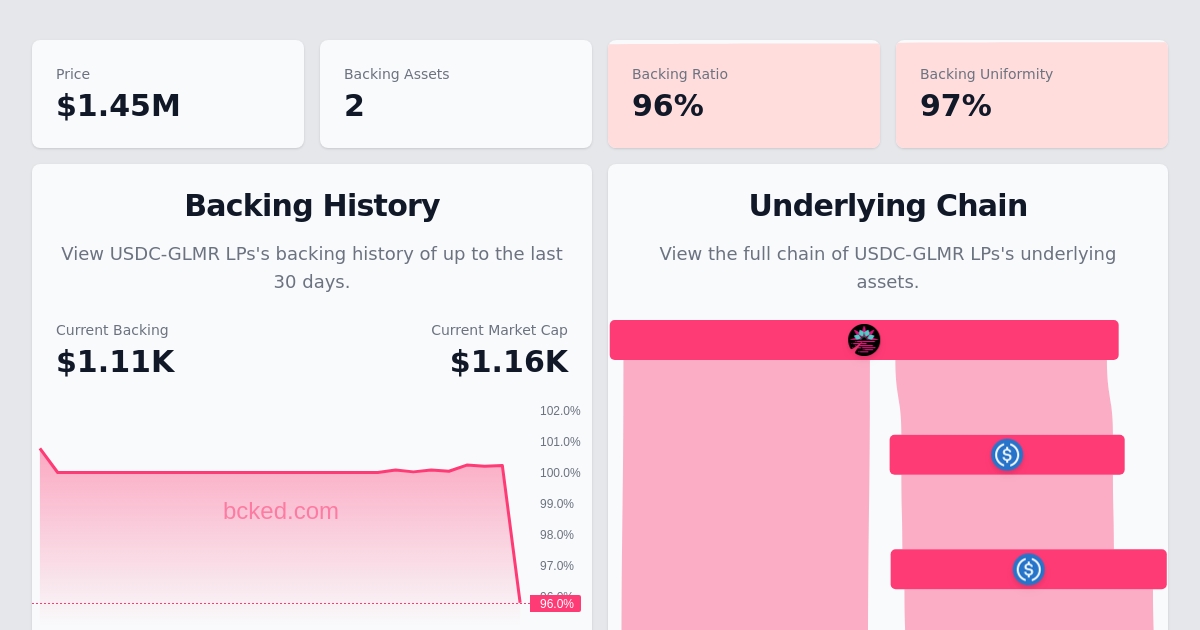 Price
$1.45M
Backing Assets
2
Backing Ratio
96%
Backing Uniformity
97%
Backing History
View USDC-GLMR LPs's backing history of up to the last
30 days.
Current Backing
$1.11K
Current Market Cap
$1.16K
102.0%
101.0%
100.0%
99.0%
98.0%
97.0%
96.0%
bcked.com
Underlying Chain
View the full chain of USDC-GLMR LPs's underlying
assets.